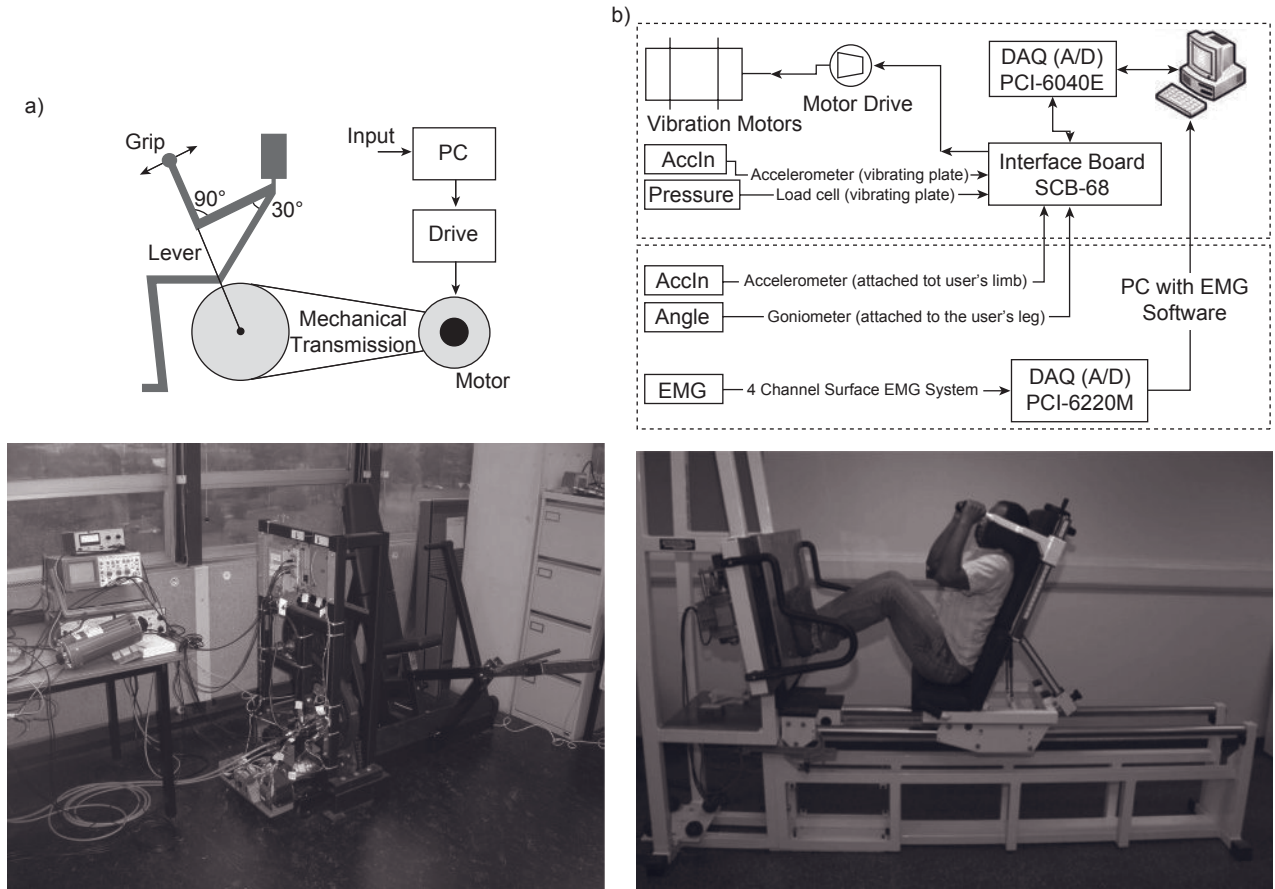 a)
Grip
90°
30°
Lever
Input
PC
Drive
Mechanical
Transmission
Motor
b)
Vibration Motors
Motor Drive
DAQ (A/D)
PCI-6040E
AccIn
Accelerometer (vibrating plate)
Pressure
Load cell (vibrating plate)
Interface Board
SCB-68
AccIn
Accelerometer (attached tot user's limb)
Angle
Goniometer (attached to the user's leg)
PC with EMG
Software
EMG
4 Channel Surface EMG System
DAQ (A/D)
PCI-6220M